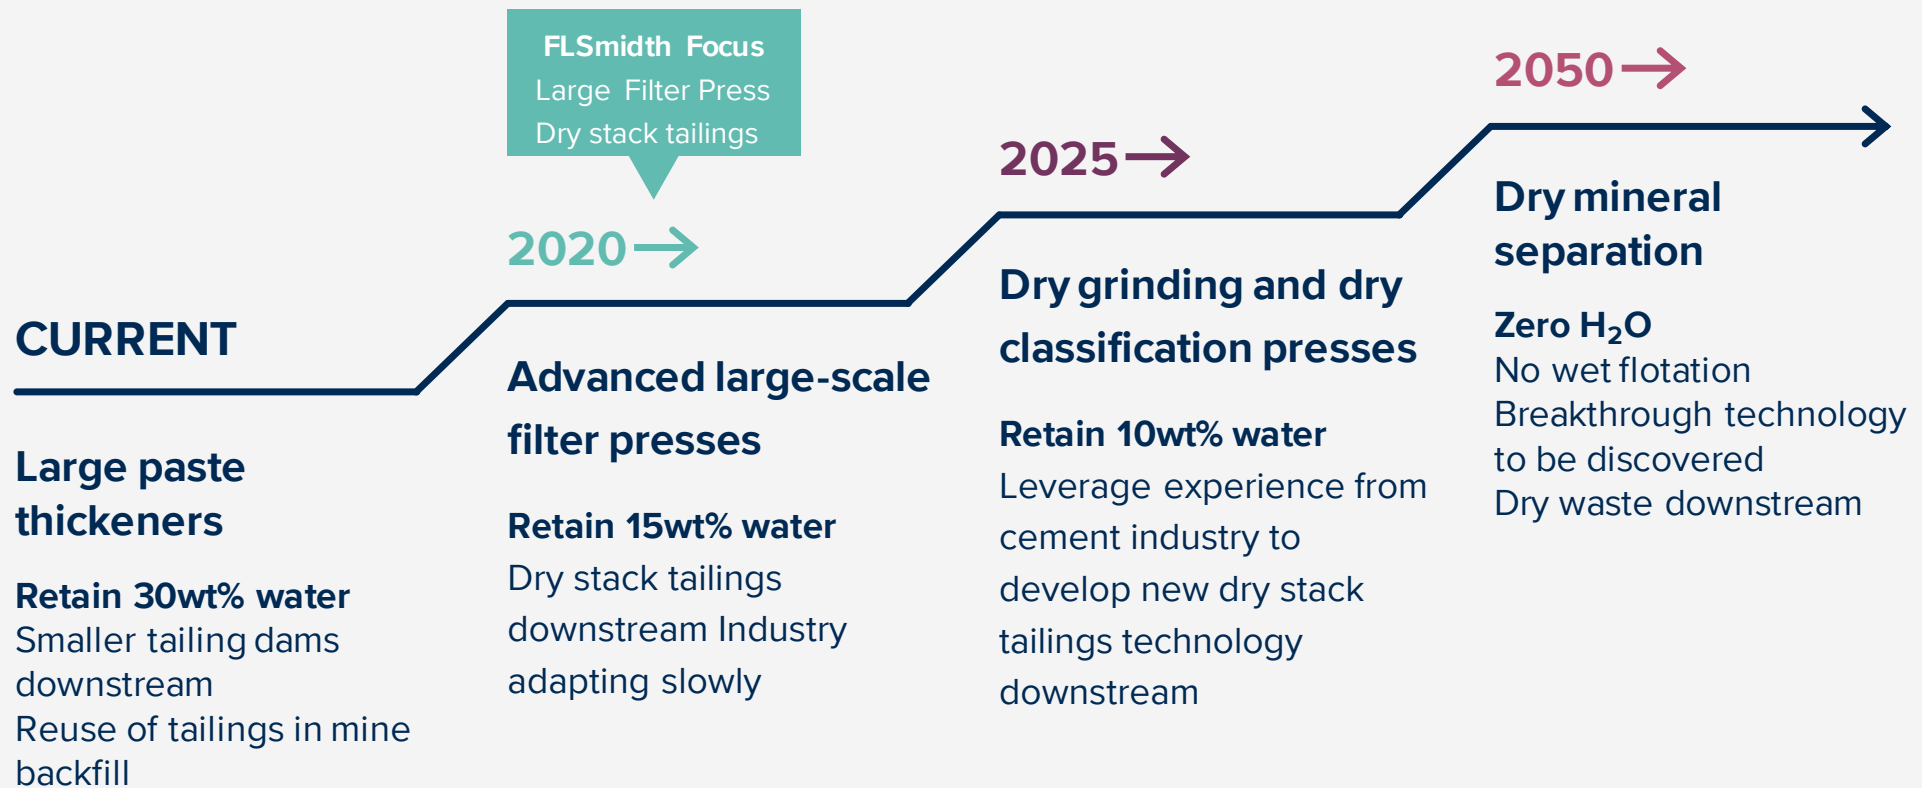 CURRENT
Large paste
thickeners
Retain 30wt% water
Smaller tailing dams
downstream
Reuse of tailings in mine
backfill
FLSmidth Focus
Large Filter Press
Dry stack tailings
2020
Advanced large-scale
filter presses
Retain 15wt% water
Dry stack tailings
downstream Industry
adapting slowly
2025
Dry grinding and dry
classification presses
Retain 10wt% water
Leverage experience from
cement industry to
develop new dry stack
tailings technology
downstream
2050
Dry mineral
separation
Zero H₂O
No wet flotation
Breakthrough technology
to be discovered
Dry waste downstream